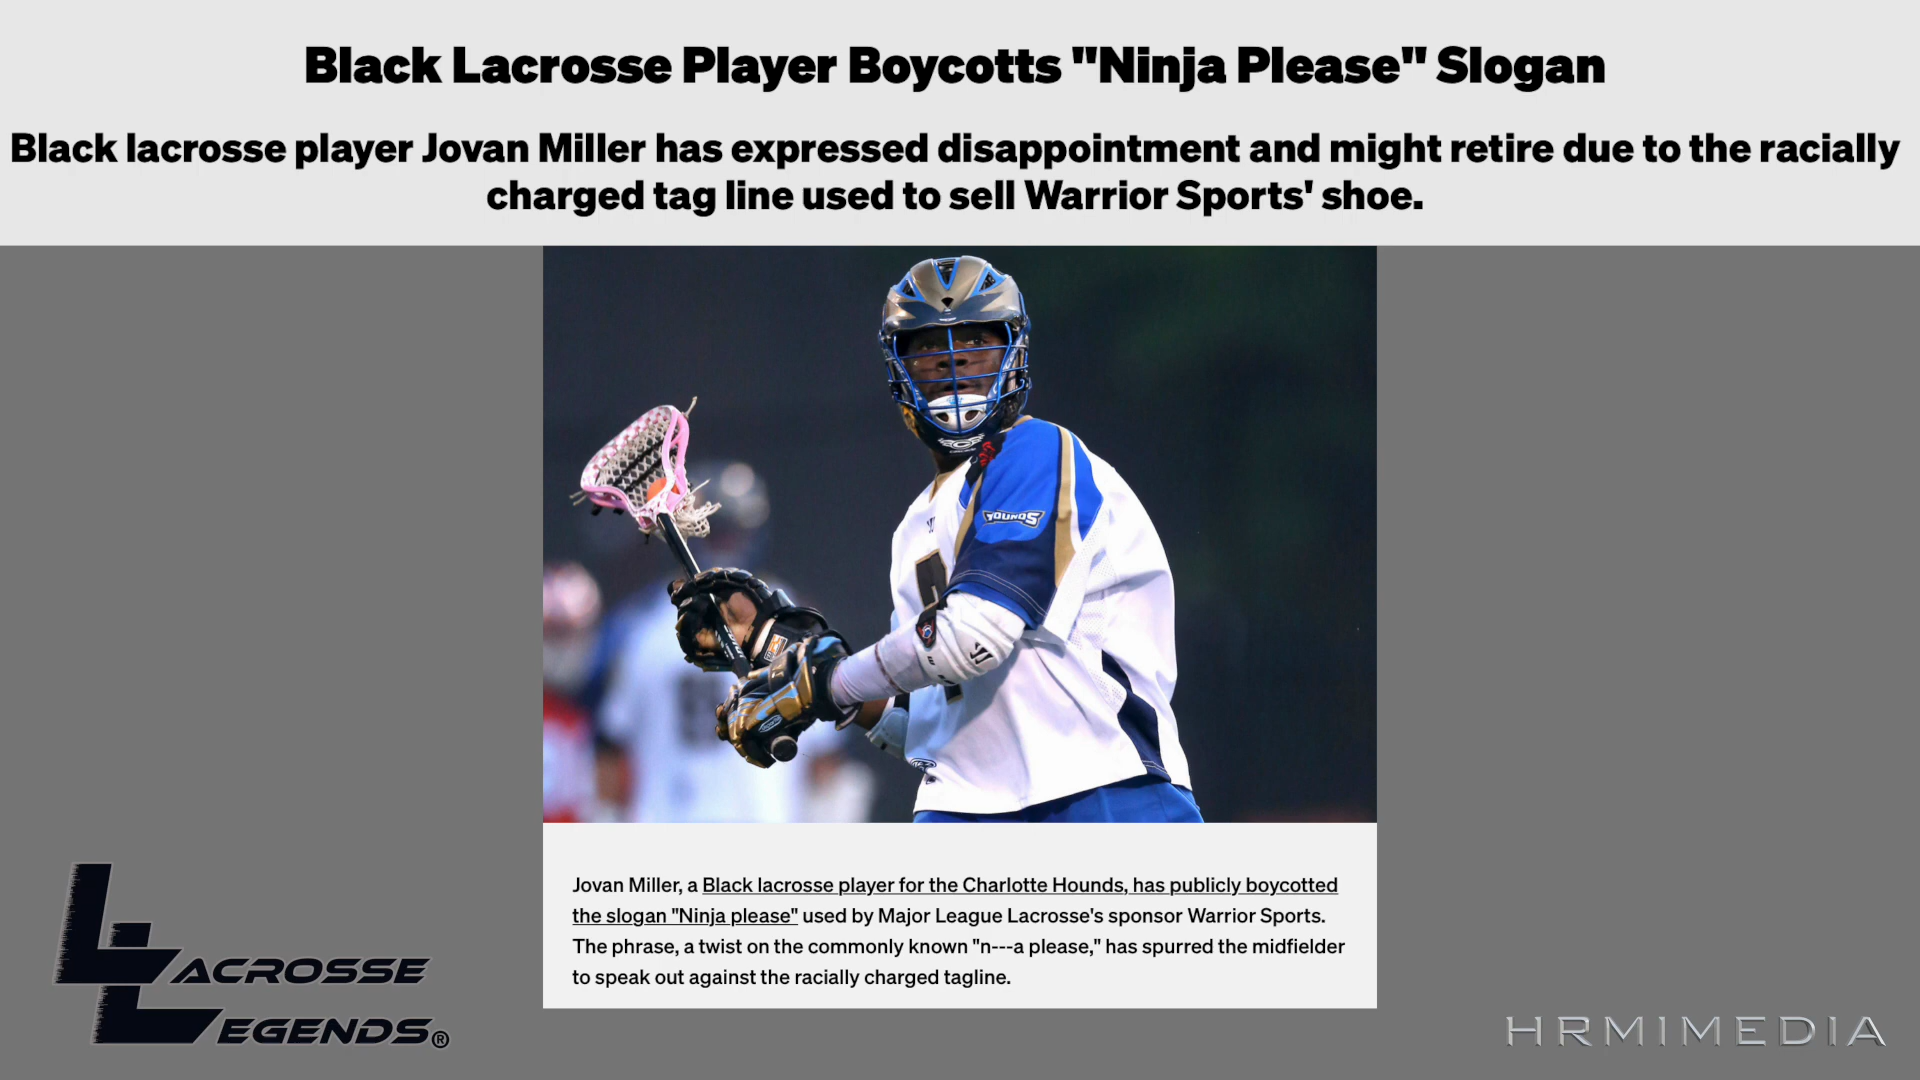 Black Lacrosse Player Boycotts "Ninja Please" Slogan
Black lacrosse player Jovan Miller has expressed disappointment and might retire due to the racially
charged tag line used to sell Warrior Sports' shoe.
YOUNDS
Jovan Miller, a Black lacrosse player for the Charlotte Hounds, has publicly boycotted
the slogan "Ninja please" used by Major League Lacrosse's sponsor Warrior Sports.
The phrase, a twist on the commonly known "n---a please," has spurred the midfielder
to speak out against the racially charged tagline.
LACROSSE
LEGENDS®
HRMIMEDIA